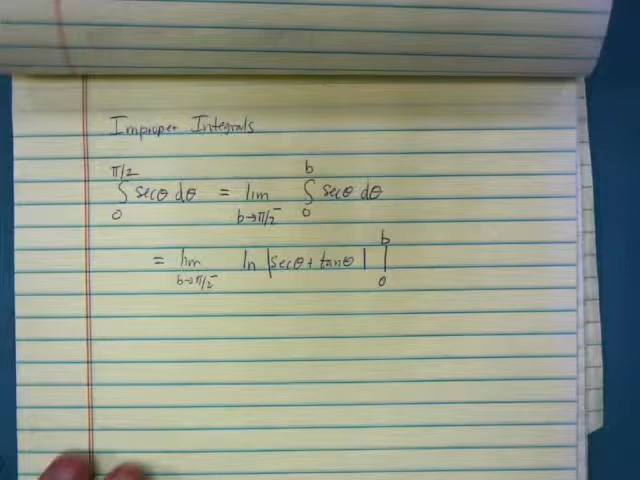 Improper Integrals
∫₀^{π/2} secθ dθ = lim_{b→π/2⁻} ∫₀^b secθ dθ
= lim_{b→π/2⁻} ln |secθ + tanθ| |₀^b